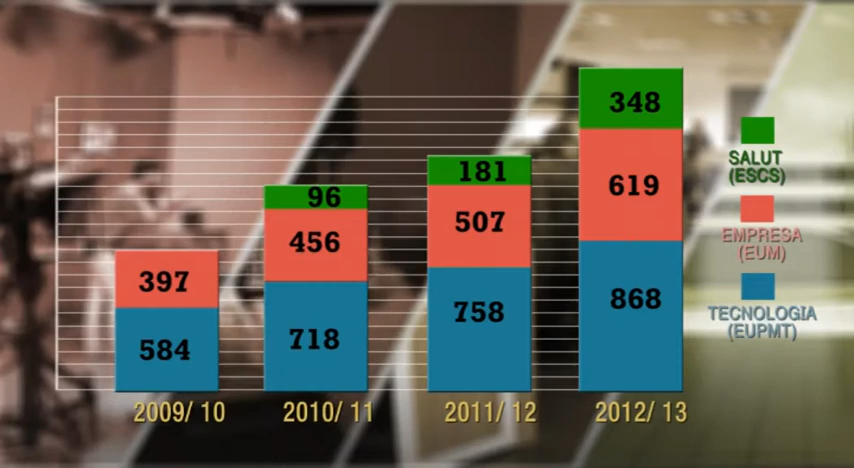 348
181
96
619
507
456
397
868
758
718
584
2009/ 10
2010/ 11
2011/ 12
2012/ 13
SALUT
(ESCS)
EMPRESA
(EUM)
TECNOLOGIA
(EUPMT)